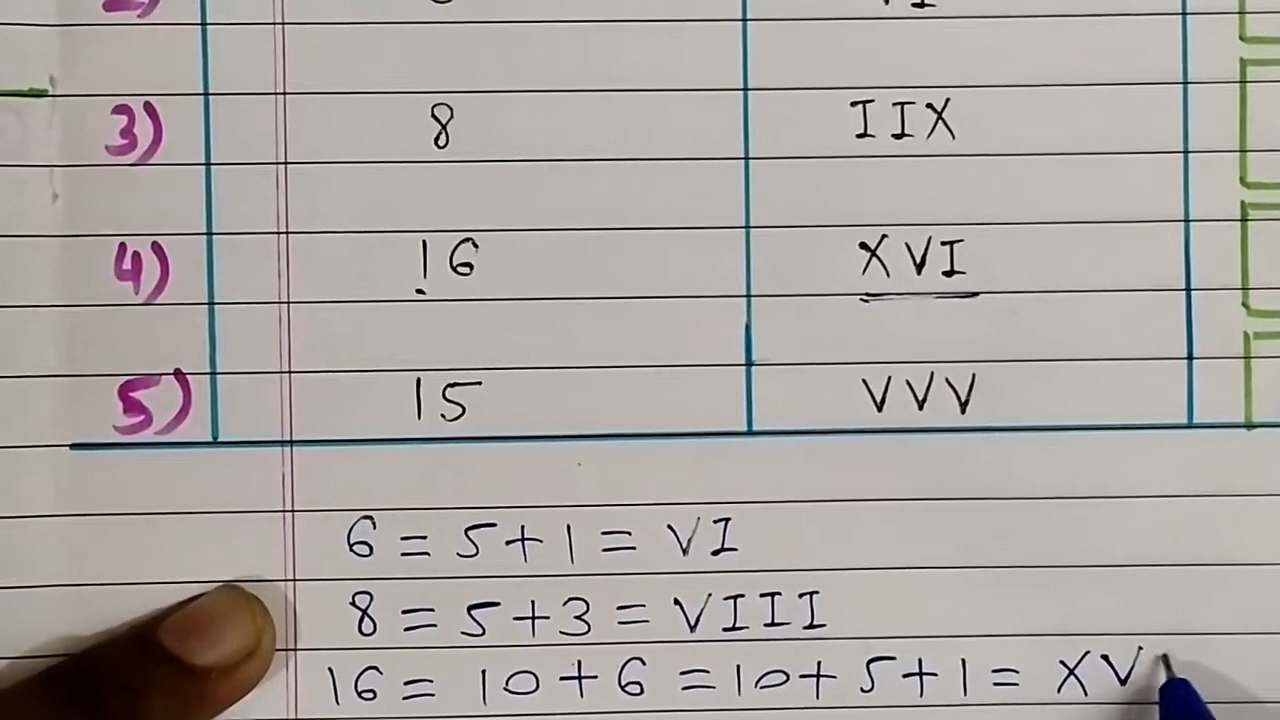 VI
3) 8 IIX
4) 16 XVI
5) 15 VVV
6 = 5+1 = VI
8 = 5+3 = VIII
16 = 10+6 = 10+5+1 = XV